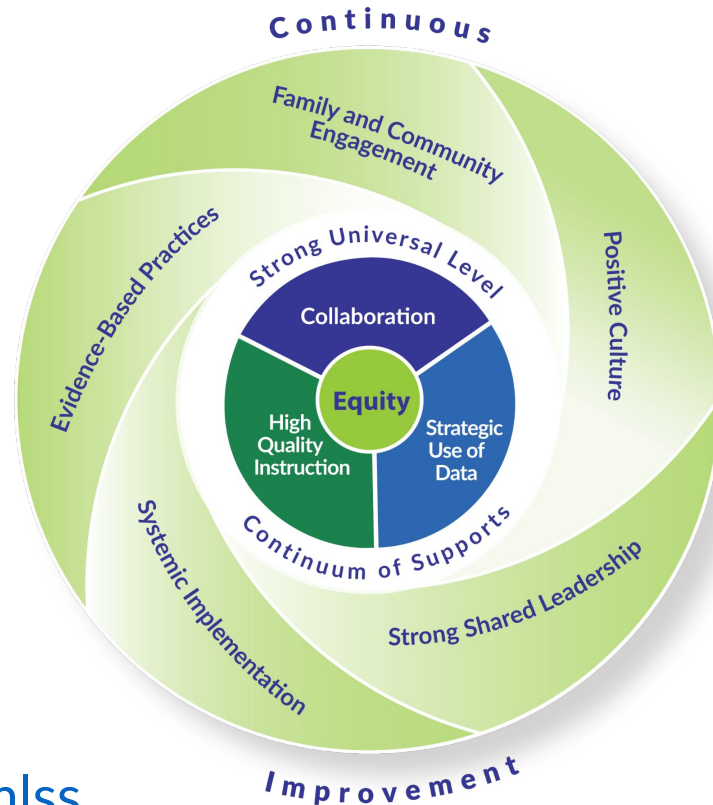 Continuous
Family and Community
Engagement
Positive Culture
Evidence-Based Practices
Strong Universal Level
Collaboration
Equity
High
Quality
Instruction
Strategic
Use of
Data
Continuum of Supports
Systemic Implementation
Strong Shared Leadership
Improvement